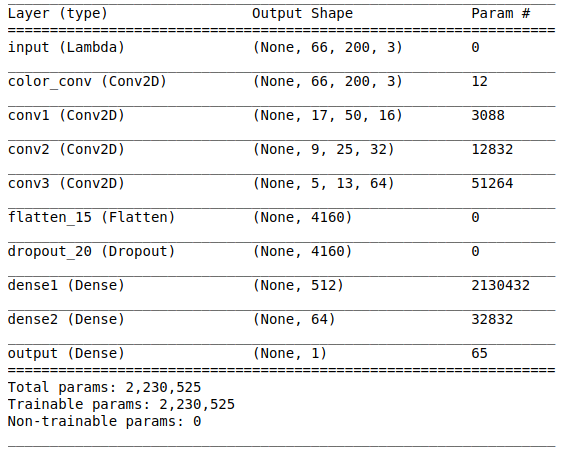 Layer (type) Output Shape Param #
input (Lambda) (None, 66, 200, 3) 0
color_conv (Conv2D) (None, 66, 200, 3) 12
conv1 (Conv2D) (None, 17, 50, 16) 3088
conv2 (Conv2D) (None, 9, 25, 32) 12832
conv3 (Conv2D) (None, 5, 13, 64) 51264
flatten_15 (Flatten) (None, 4160) 0
dropout_20 (Dropout) (None, 4160) 0
dense1 (Dense) (None, 512) 2130432
dense2 (Dense) (None, 64) 32832
output (Dense) (None, 1) 65
Total params: 2,230,525
Trainable params: 2,230,525
Non-trainable params: 0